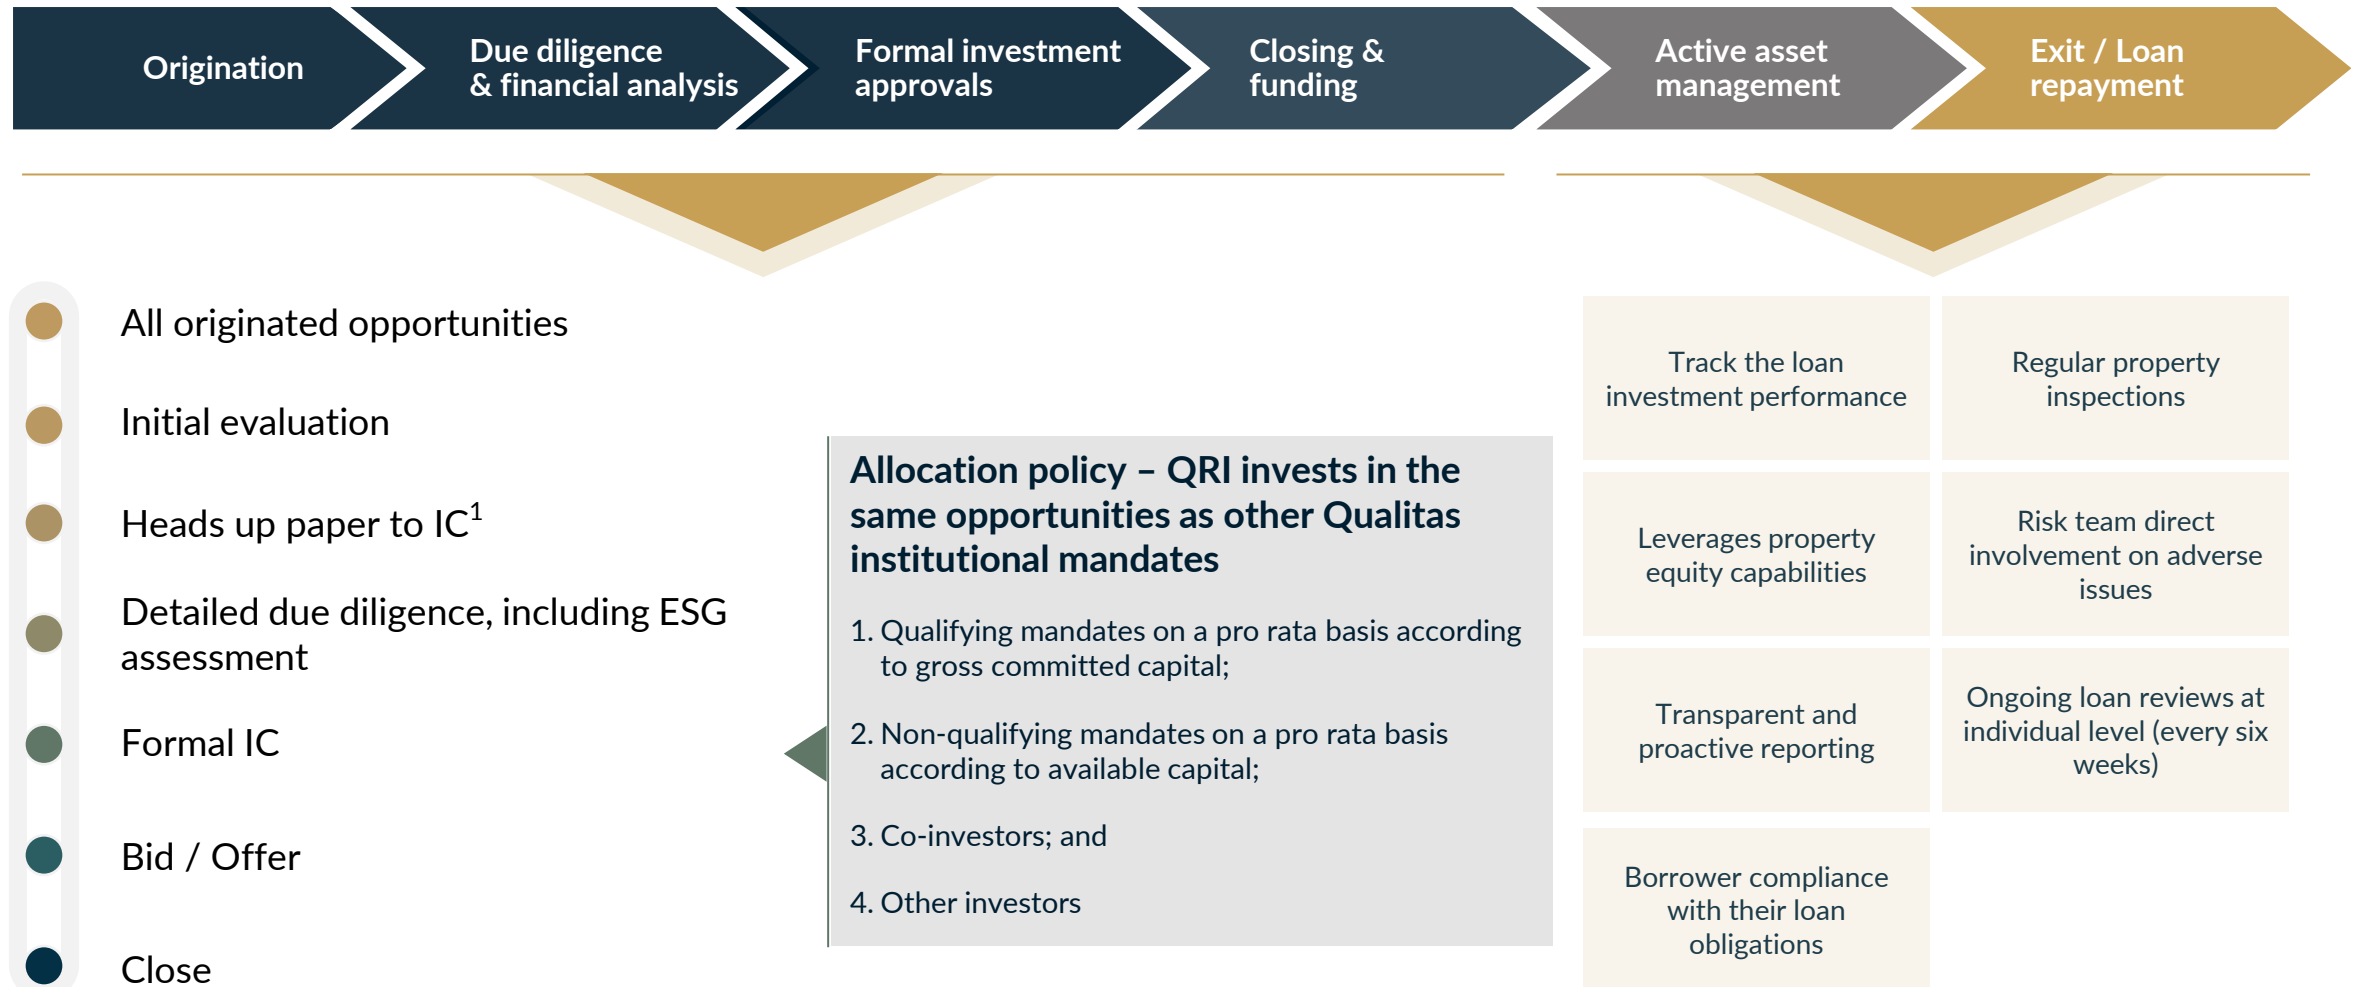 Origination
Due diligence
& financial analysis
Formal investment
approvals
Closing &
funding
Active asset
management
Exit / Loan
repayment
All originated opportunities
Initial evaluation
Heads up paper to IC¹
Detailed due diligence, including ESG
assessment
Formal IC
Bid / Offer
Close
Allocation policy – QRI invests in the
same opportunities as other Qualitas
institutional mandates
1. Qualifying mandates on a pro rata basis according
to gross committed capital;
2. Non-qualifying mandates on a pro rata basis
according to available capital;
3. Co-investors; and
4. Other investors
Track the loan
investment performance
Regular property
inspections
Leverages property
equity capabilities
Risk team direct
involvement on adverse
issues
Transparent and
proactive reporting
Ongoing loan reviews at
individual level (every six
weeks)
Borrower compliance
with their loan
obligations